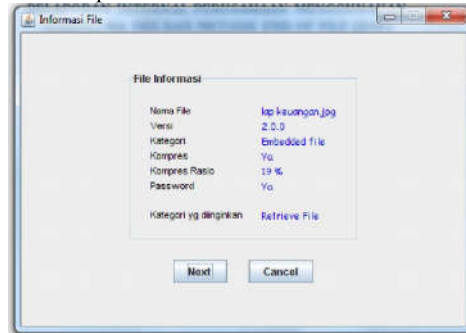 Informasi File
File Informasi
Nama File lap keuangan.jpg
Versi 2.0.0
Kategori Embedded file
Kompres Ya
Kompres Rasio 19 %
Password Ya
Kategori yg diinginkan Retrieve File
Next Cancel